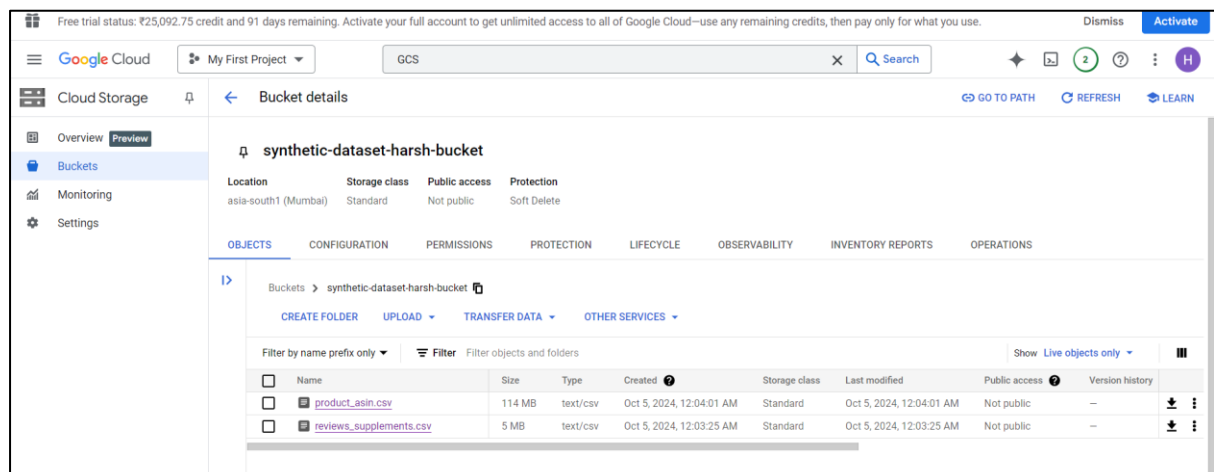 Free trial status: ₹25,092.75 credit and 91 days remaining. Activate your full account to get unlimited access to all of Google Cloud—use any remaining credits, then pay only for what you use. Dismiss Activate
Google Cloud My First Project GCS Search 2 H
Cloud Storage Bucket details GO TO PATH REFRESH LEARN
Overview Preview
Buckets
Monitoring
Settings
synthetic-dataset-harsh-bucket
Location Storage class Public access Protection
asia-south1 (Mumbai) Standard Not public Soft Delete
OBJECTS CONFIGURATION PERMISSIONS PROTECTION LIFECYCLE OBSERVABILITY INVENTORY REPORTS OPERATIONS
Buckets > synthetic-dataset-harsh-bucket
CREATE FOLDER UPLOAD TRANSFER DATA OTHER SERVICES
Filter by name prefix only Filter Filter objects and folders Show Live objects only
Name Size Type Created Storage class Last modified Public access Version history
product_asin.csv 114 MB text/csv Oct 5, 2024, 12:04:01 AM Standard Oct 5, 2024, 12:04:01 AM Not public –
reviews_supplements.csv 5 MB text/csv Oct 5, 2024, 12:03:25 AM Standard Oct 5, 2024, 12:03:25 AM Not public –